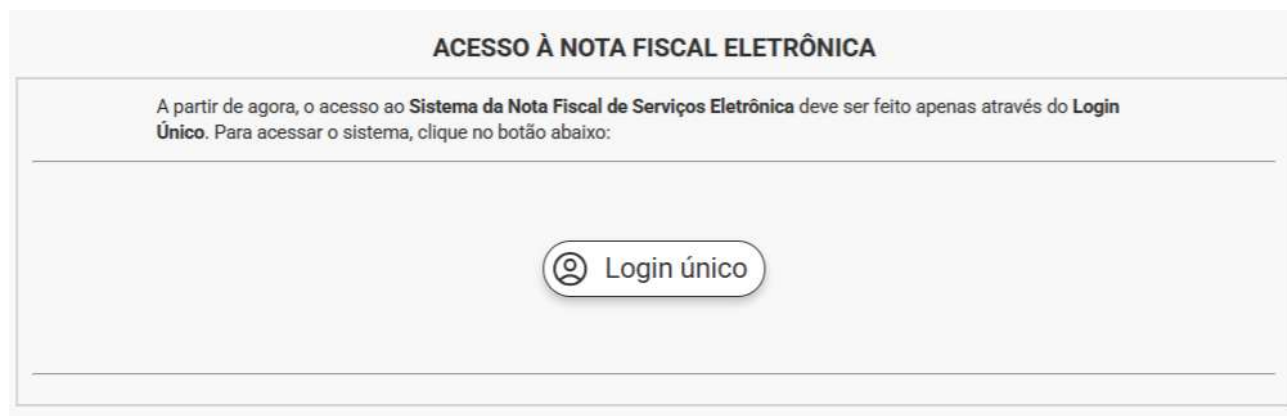 ACESSO À NOTA FISCAL ELETRÔNICA
A partir de agora, o acesso ao Sistema da Nota Fiscal de Serviços Eletrônica deve ser feito apenas através do Login
Único. Para acessar o sistema, clique no botão abaixo:
Login único